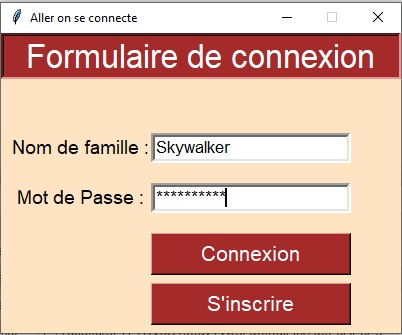 Aller on se connecte
Formulaire de connexion
Nom de famille : Skywalker
Mot de Passe : **********
Connexion
S'inscrire